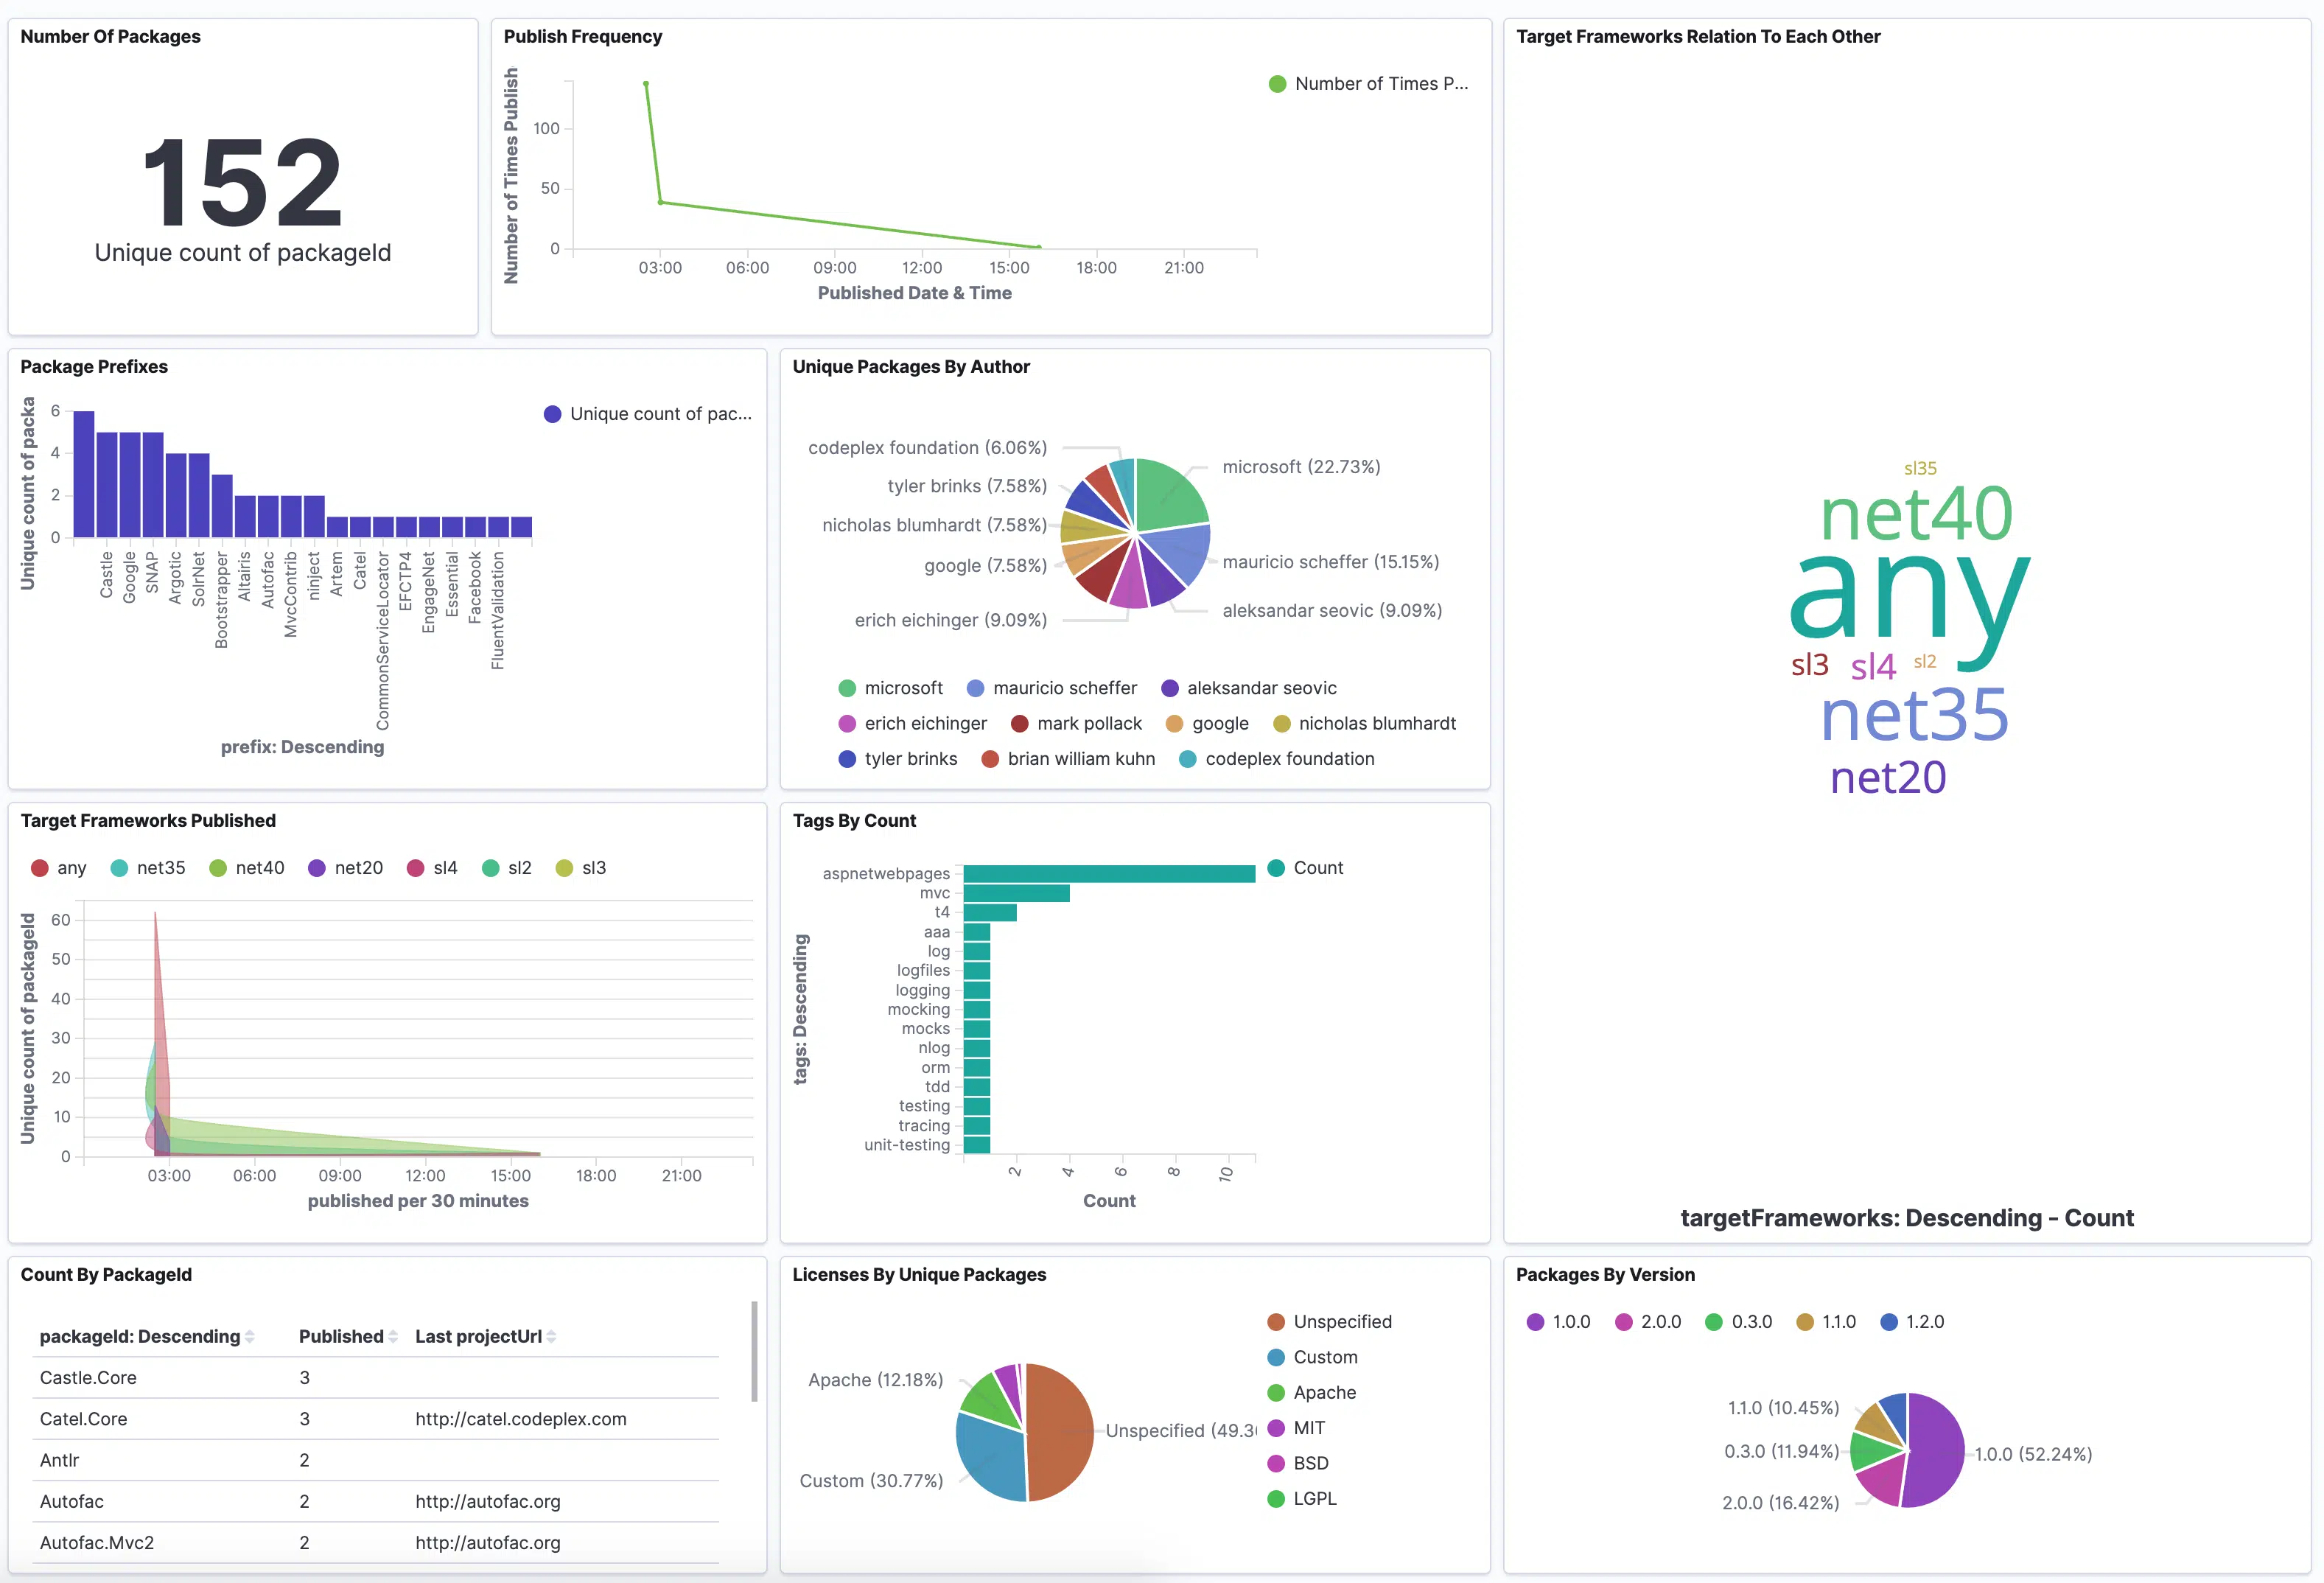 Number Of Packages
152
Unique count of packageId
Publish Frequency
Number of Times Publish
100
50
0
03:00 06:00 09:00 12:00 15:00 18:00 21:00
Published Date & Time
Number of Times P...
Target Frameworks Relation To Each Other
sl35
net40
any
sl3 sl4 sl2
net35
net20
targetFrameworks: Descending - Count
Package Prefixes
Unique count of packa
6
4
2
0
Castle
Google
SNAP
Argotic
SolrNet
Bootstrapper
Altairis
Autofac
MvcContrib
ninject
Artem
Catel
CommonServiceLocator
EFCTP4
EngageNet
Essential
Facebook
FluentValidation
prefix: Descending
Unique count of pac...
Unique Packages By Author
codeplex foundation (6.06%)
tyler brinks (7.58%)
nicholas blumhardt (7.58%)
google (7.58%)
erich eichinger (9.09%)
microsoft (22.73%)
mauricio scheffer (15.15%)
aleksandar seovic (9.09%)
microsoft mauricio scheffer aleksandar seovic
erich eichinger mark pollack google nicholas blumhardt
tyler brinks brian william kuhn codeplex foundation
Target Frameworks Published
any net35 net40 net20 sl4 sl2 sl3
Unique count of packageId
60
50
40
30
20
10
0
03:00 06:00 09:00 12:00 15:00 18:00 21:00
published per 30 minutes
Tags By Count
tags: Descending
aspnetwebpages
mvc
t4
aaa
log
logfiles
logging
mocking
mocks
nlog
orm
tdd
testing
tracing
unit-testing
2 4 6 8 10
Count
Count
Count By PackageId
packageId: Descending Published Last projectUrl
Castle.Core 3
Catel.Core 3 http://catel.codeplex.com
Antlr 2
Autofac 2 http://autofac.org
Autofac.Mvc2 2 http://autofac.org
Licenses By Unique Packages
Apache (12.18%)
Custom (30.77%)
Unspecified (49.3
Unspecified
Custom
Apache
MIT
BSD
LGPL
Packages By Version
1.0.0 2.0.0 0.3.0 1.1.0 1.2.0
1.1.0 (10.45%)
0.3.0 (11.94%)
2.0.0 (16.42%)
1.0.0 (52.24%)